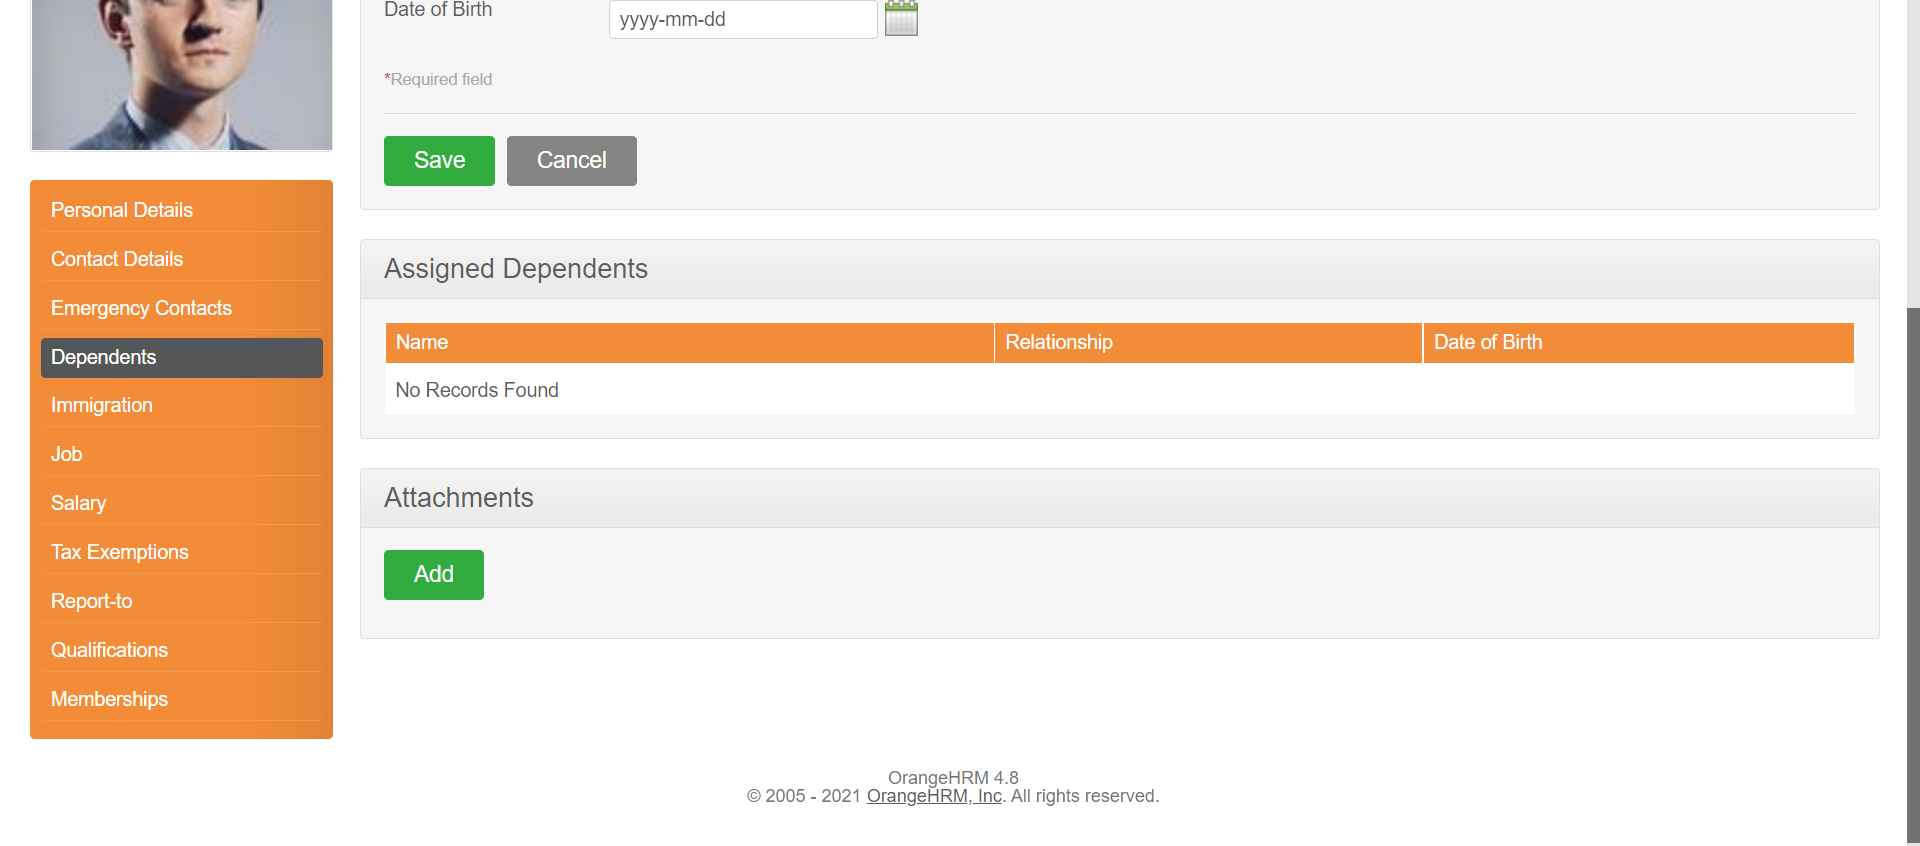 Date of Birth
yyyy-mm-dd
*Required field
Save Cancel
Personal Details
Contact Details
Emergency Contacts
Dependents
Immigration
Job
Salary
Tax Exemptions
Report-to
Qualifications
Memberships
Assigned Dependents
Name Relationship Date of Birth
No Records Found
Attachments
Add
OrangeHRM 4.8
© 2005 - 2021 OrangeHRM, Inc. All rights reserved.